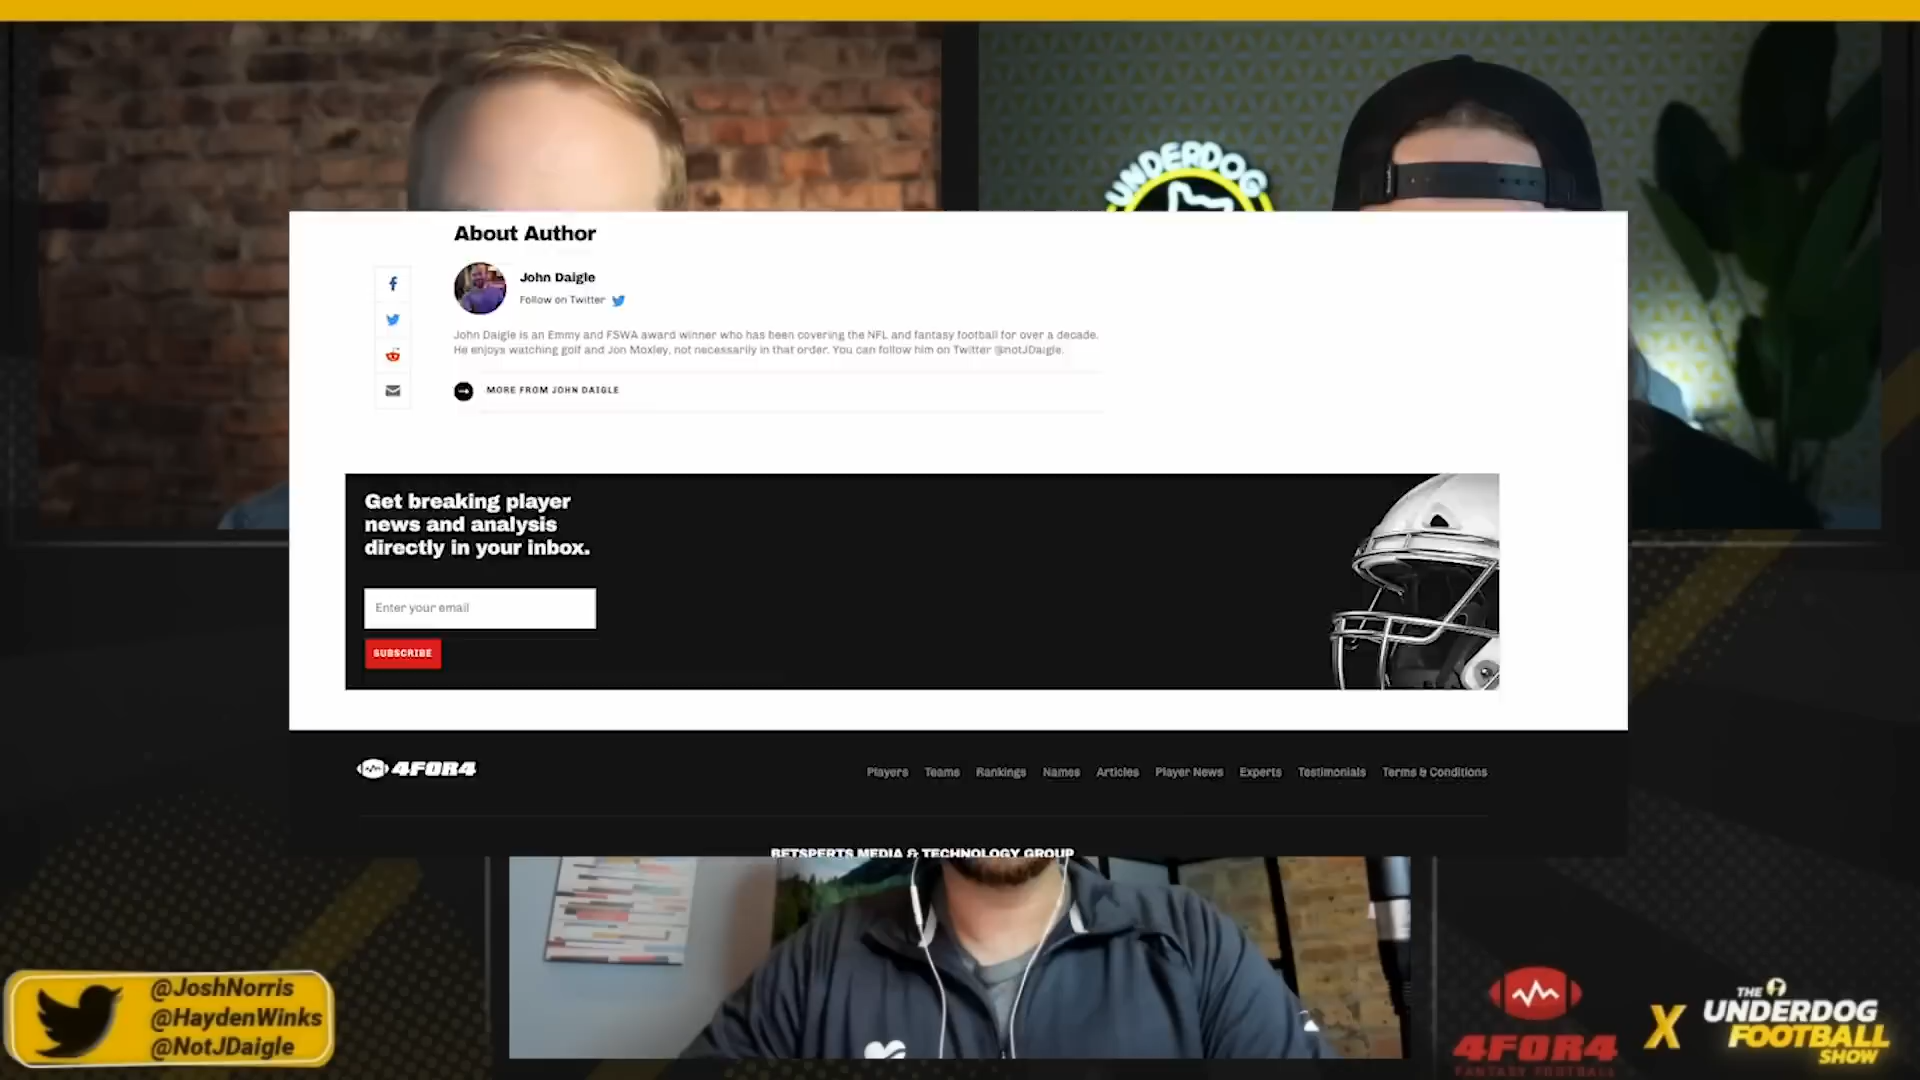 UNDERDOG
About Author
John Daigle
Follow on Twitter
John Daigle is an Emmy and FSWA award winner who has been covering the NFL and fantasy football for over a decade.
He enjoys watching golf and Jon Moxley, not necessarily in that order. You can follow him on Twitter @notJDaigle.
MORE FROM JOHN DAIGLE
Get breaking player
news and analysis
directly in your inbox.
Enter your email
SUBSCRIBE
4FOR4
Players Teams Rankings Names Articles Player News Experts Testimonials Terms & Conditions
BETSPERTS MEDIA & TECHNOLOGY GROUP
@JoshNorris
@HaydenWinks
@NotJDaigle
4FOR4
FANTASY FOOTBALL
X
THE
UNDERDOG
FOOTBALL
SHOW